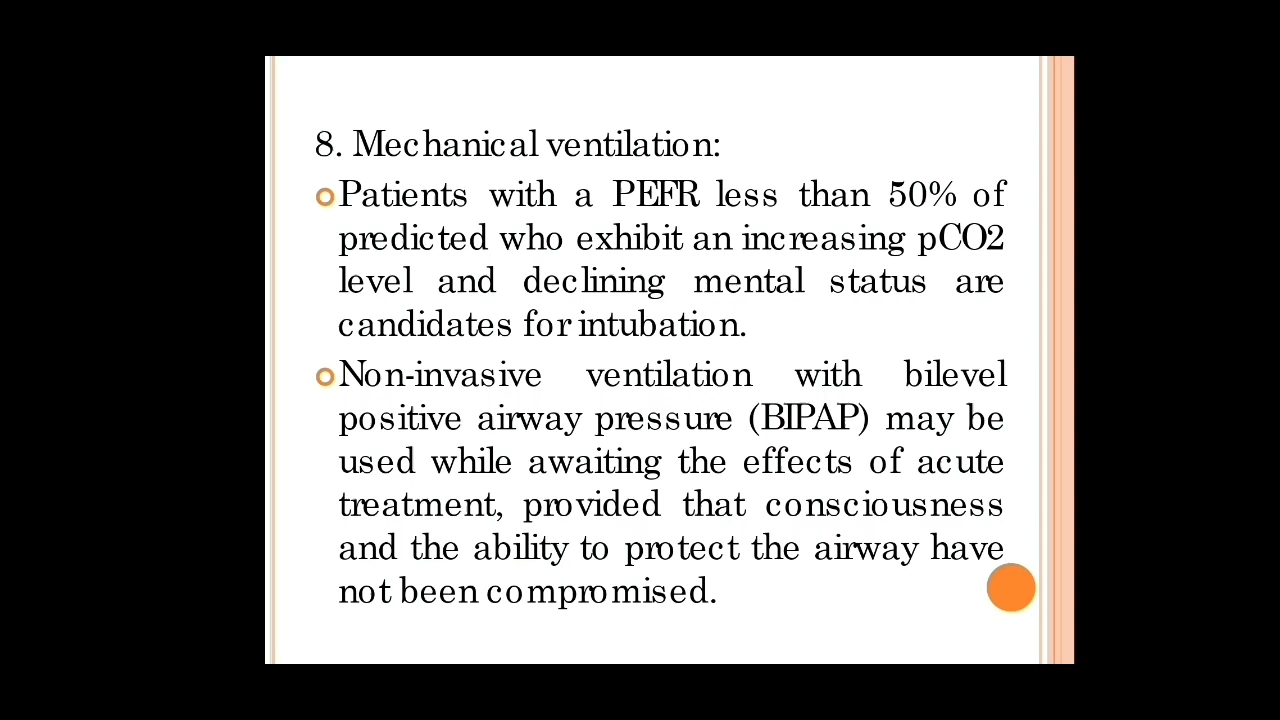 8. Mechanical ventilation:
Patients with a PEFR less than 50% of
predicted who exhibit an increasing pCO2
level and declining mental status are
candidates for intubation.
Non-invasive ventilation with bilevel
positive airway pressure (BIPAP) may be
used while awaiting the effects of acute
treatment, provided that consciousness
and the ability to protect the airway have
not been compromised.